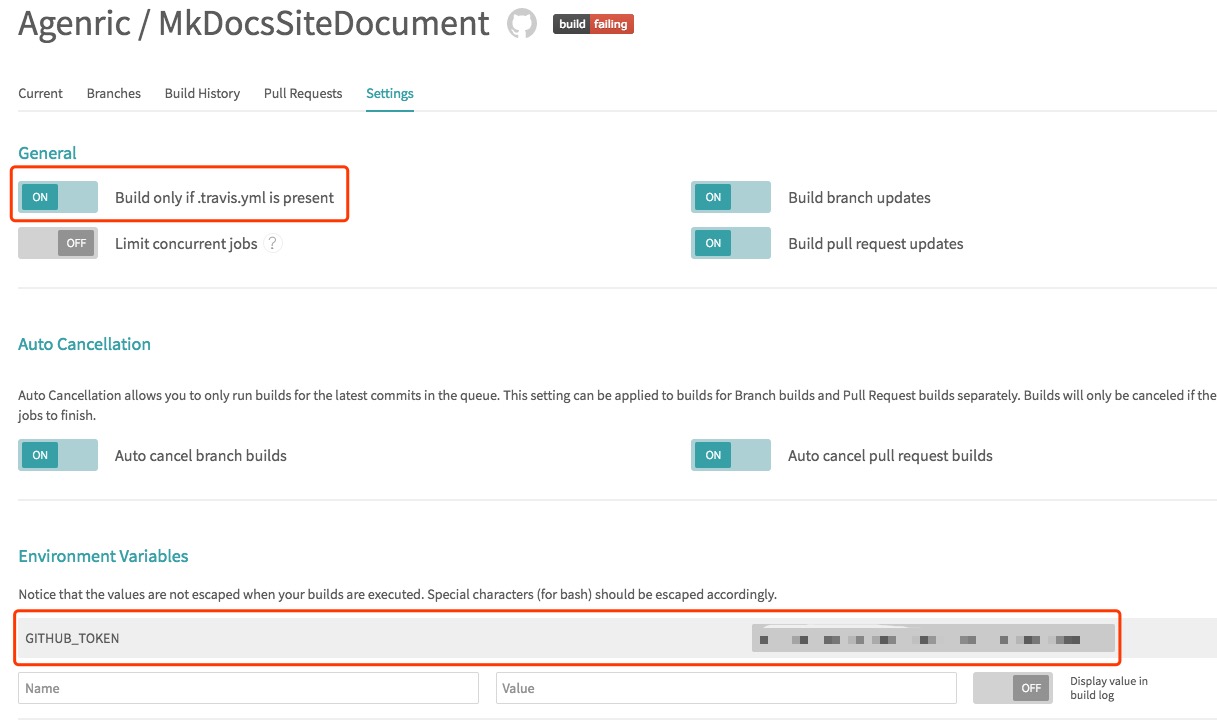 Agenric / MkDocsSiteDocument build failing
Current Branches Build History Pull Requests Settings
General
ON Build only if .travis.yml is present ON Build branch updates
OFF Limit concurrent jobs ? ON Build pull request updates
Auto Cancellation
Auto Cancellation allows you to only run builds for the latest commits in the queue. This setting can be applied to builds for Branch builds and Pull Request builds separately. Builds will only be canceled if the
jobs to finish.
ON Auto cancel branch builds ON Auto cancel pull request builds
Environment Variables
Notice that the values are not escaped when your builds are executed. Special characters (for bash) should be escaped accordingly.
GITHUB_TOKEN
Name Value OFF Display value in
build log